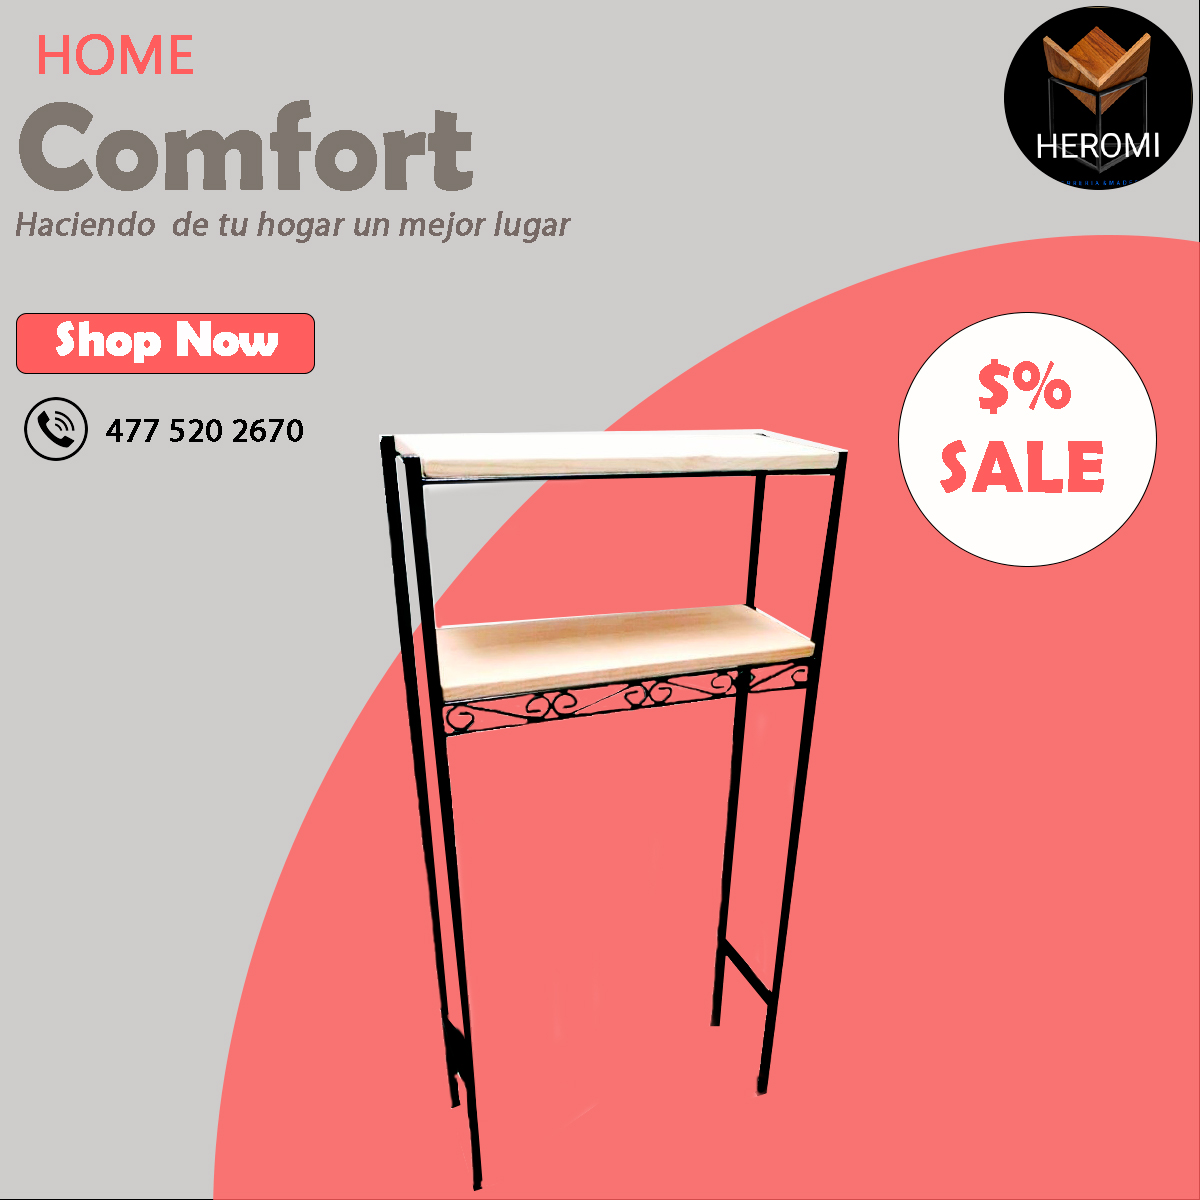 HOME
Comfort
Haciendo de tu hogar un mejor lugar
Shop Now
477 520 2670
HEROMI
$%
SALE